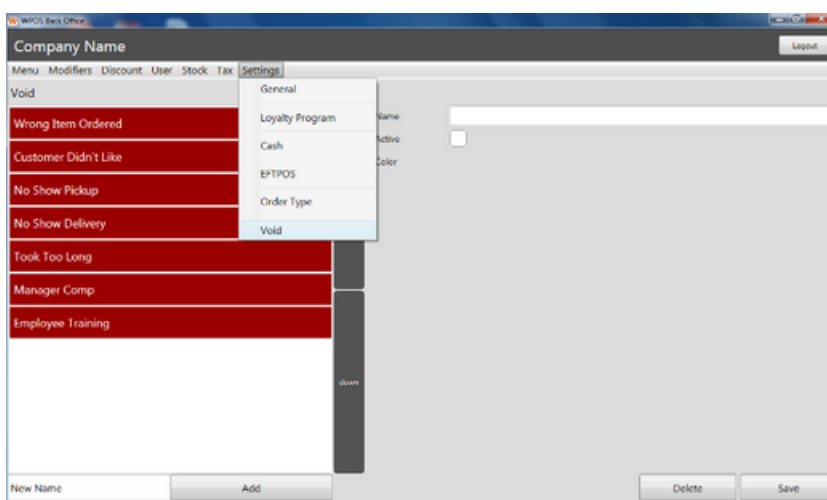 WPOS Back Office
Company Name
Logout
Menu Modifiers Discount User Stock Tax Settings
Void
General
Loyalty Program
Cash
EFTPOS
Order Type
Void
Wrong Item Ordered
Customer Didn't Like
No Show Pickup
No Show Delivery
Took Too Long
Manager Comp
Employee Training
Name
Active
Color
down
New Name
Add
Delete
Save